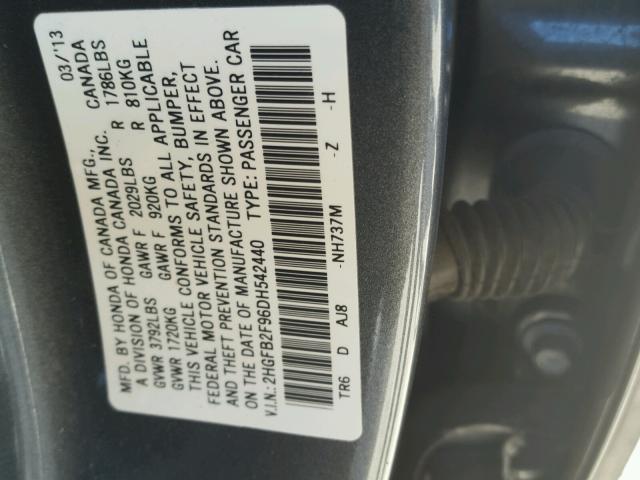 MFD. BY HONDA OF CANADA MFG., CANADA 03/'13
A DIVISION OF HONDA CANADA INC.
GVWR 3792LBS GAWR F 2029LBS R 1786LBS
GVWR 1720KG GAWR F 920KG R 810KG
THIS VEHICLE CONFORMS TO ALL APPLICABLE
FEDERAL MOTOR VEHICLE SAFETY, BUMPER,
AND THEFT PREVENTION STANDARDS IN EFFECT
ON THE DATE OF MANUFACTURE SHOWN ABOVE.
V.I.N.: 2HGFB2F96DH542440 TYPE: PASSENGER CAR
TR6 D AJ8 -NH737M -Z -H